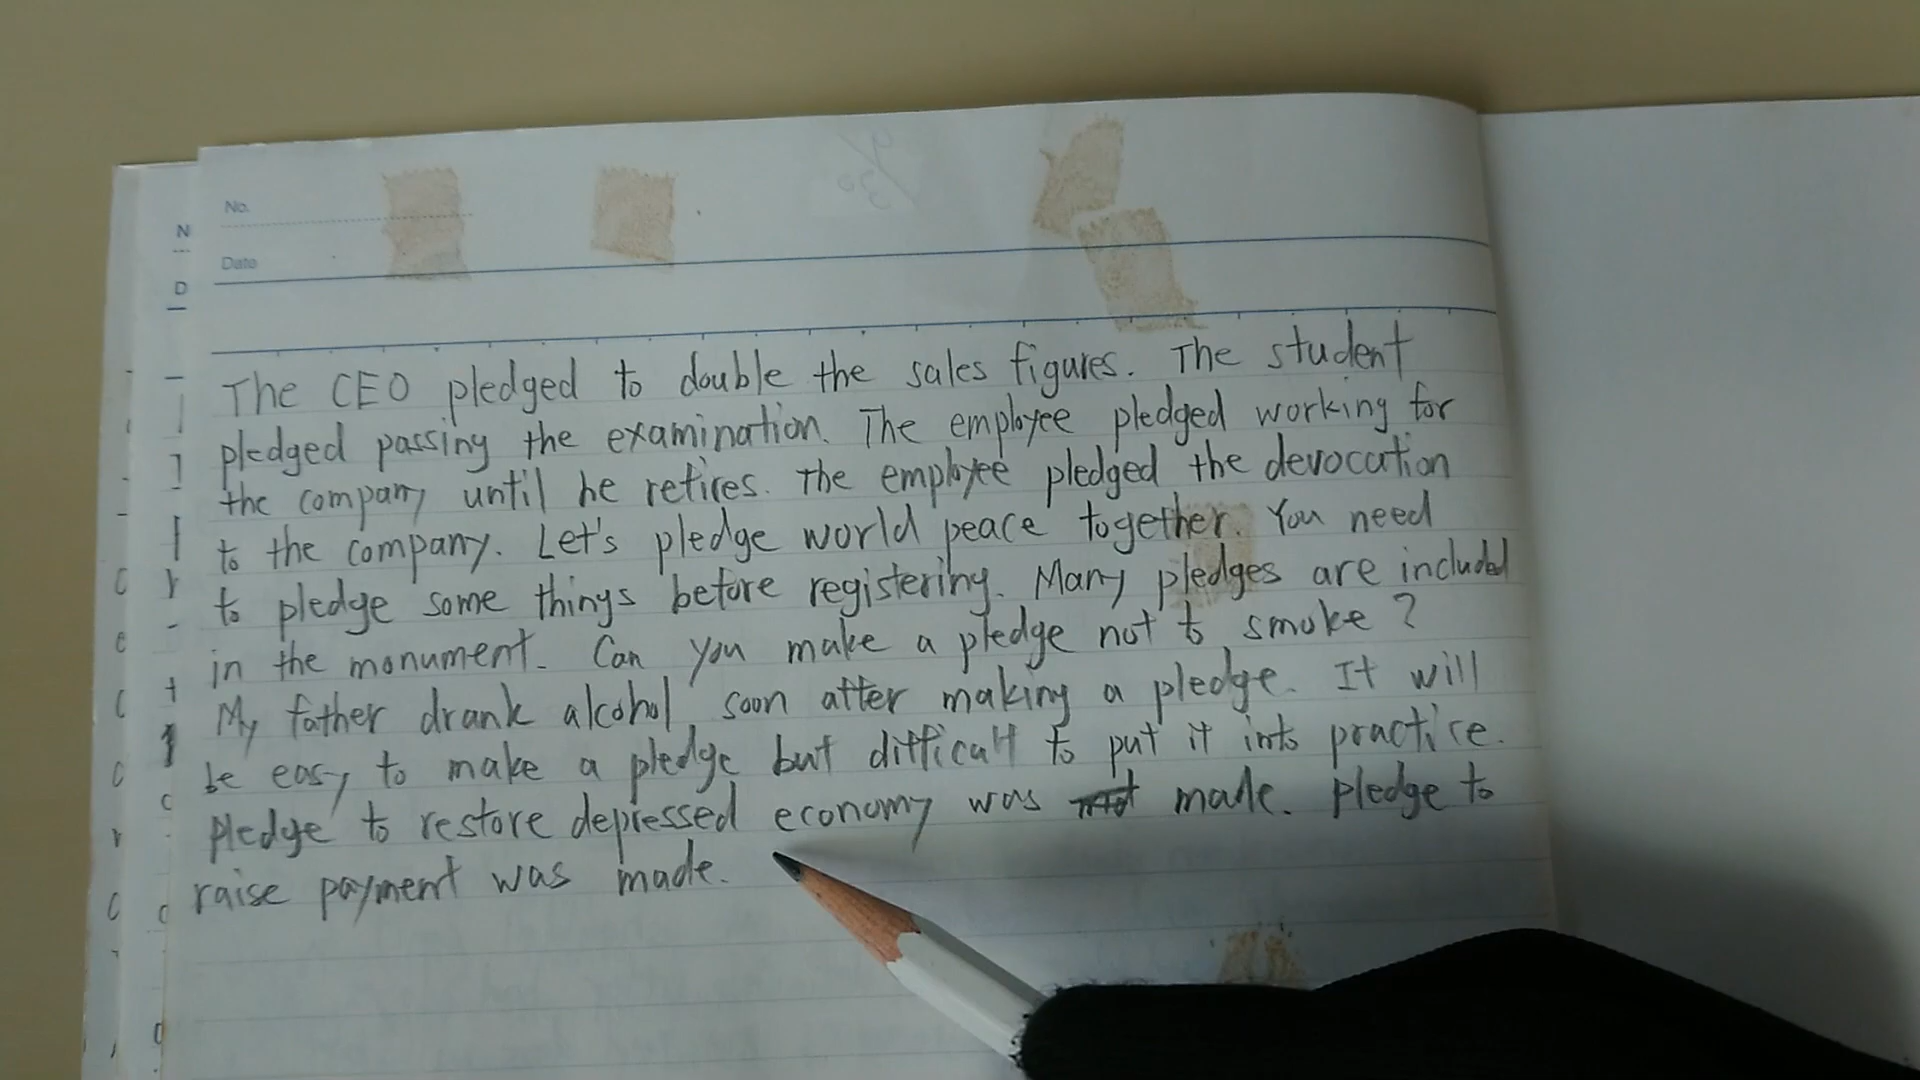 No.
Date
N
D
The CEO pledged to double the sales figures. The student
pledged passing the examination. The employee pledged working for
the company until he retires. The employee pledged the devocation
to the company. Let's pledge world peace together. You need
to pledge some things before registering. Many pledges are included
in the monument. Can you make a pledge not to smoke?
My father drank alcohol soon after making a pledge. It will
be easy to make a pledge but difficult to put it into practice.
Pledge to restore depressed economy was made. Pledge to
raise payment was made.